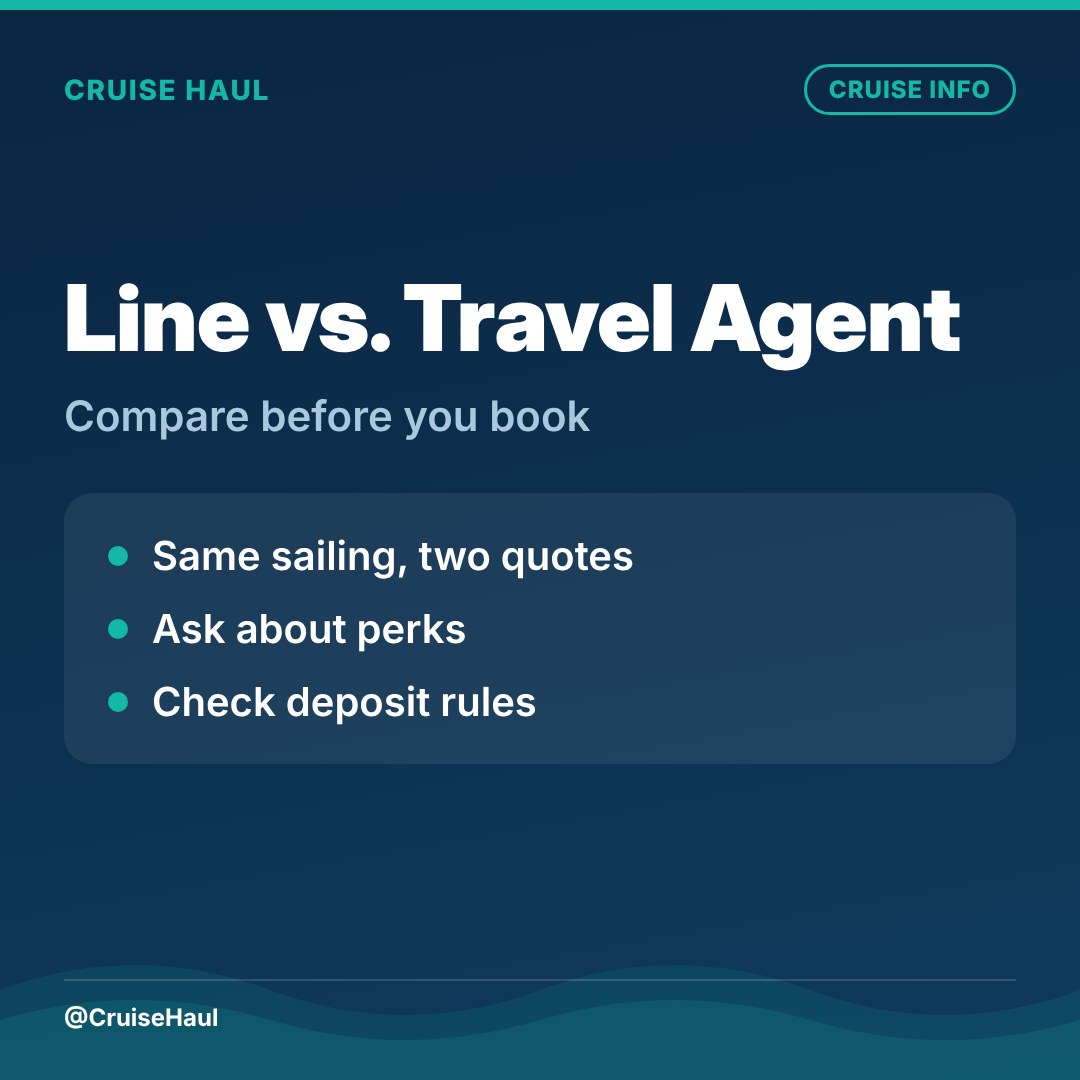 CRUISE HAUL
CRUISE INFO
Line vs. Travel Agent
Compare before you book
Same sailing, two quotes
Ask about perks
Check deposit rules
@CruiseHaul